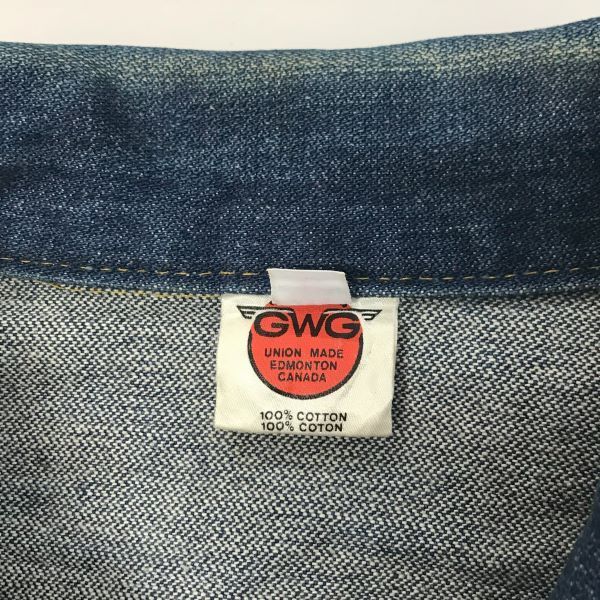 GWG
UNION MADE
EDMONTON
CANADA
100% COTTON
100% COTON